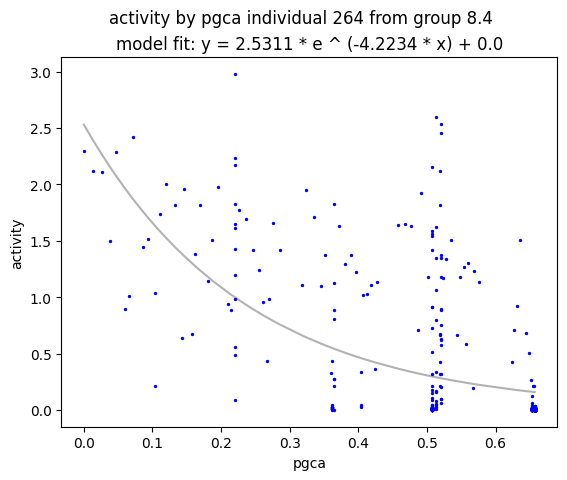 activity by pgca individual 264 from group 8.4
model fit: y = 2.5311 * e ^ (-4.2234 * x) + 0.0
3.0
2.5
2.0
1.5
1.0
0.5
0.0
activity
0.0 0.1 0.2 0.3 0.4 0.5 0.6
pgca